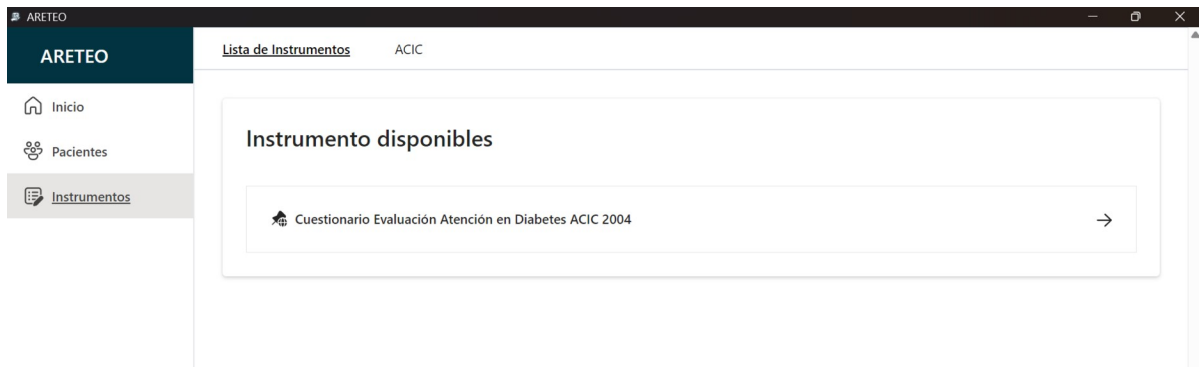 ARETEO
ARETEO
Lista de Instrumentos ACIC
Inicio
Pacientes
Instrumentos
Instrumento disponibles
Cuestionario Evaluación Atención en Diabetes ACIC 2004